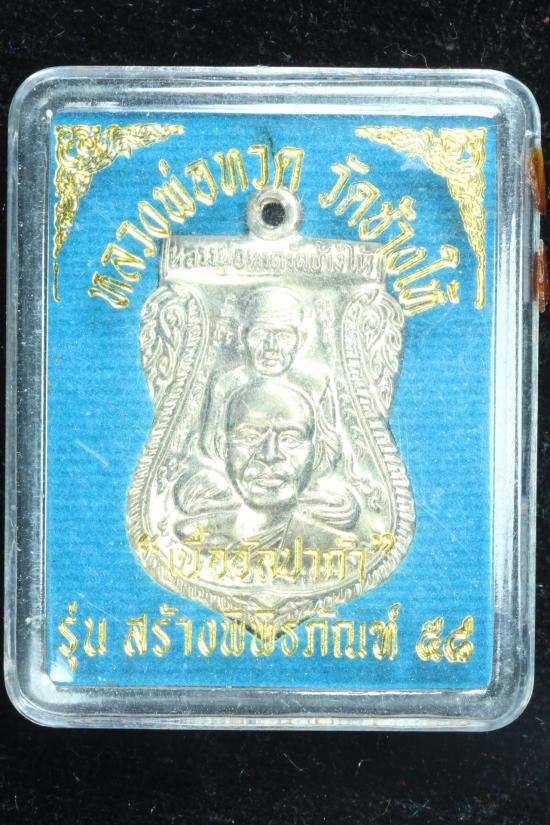 หลวงพ่อทวด วัดช้างให้
"เนื้ออัลปาก้า"
รุ่น สร้างพิพิธภัณฑ์ ๕๕